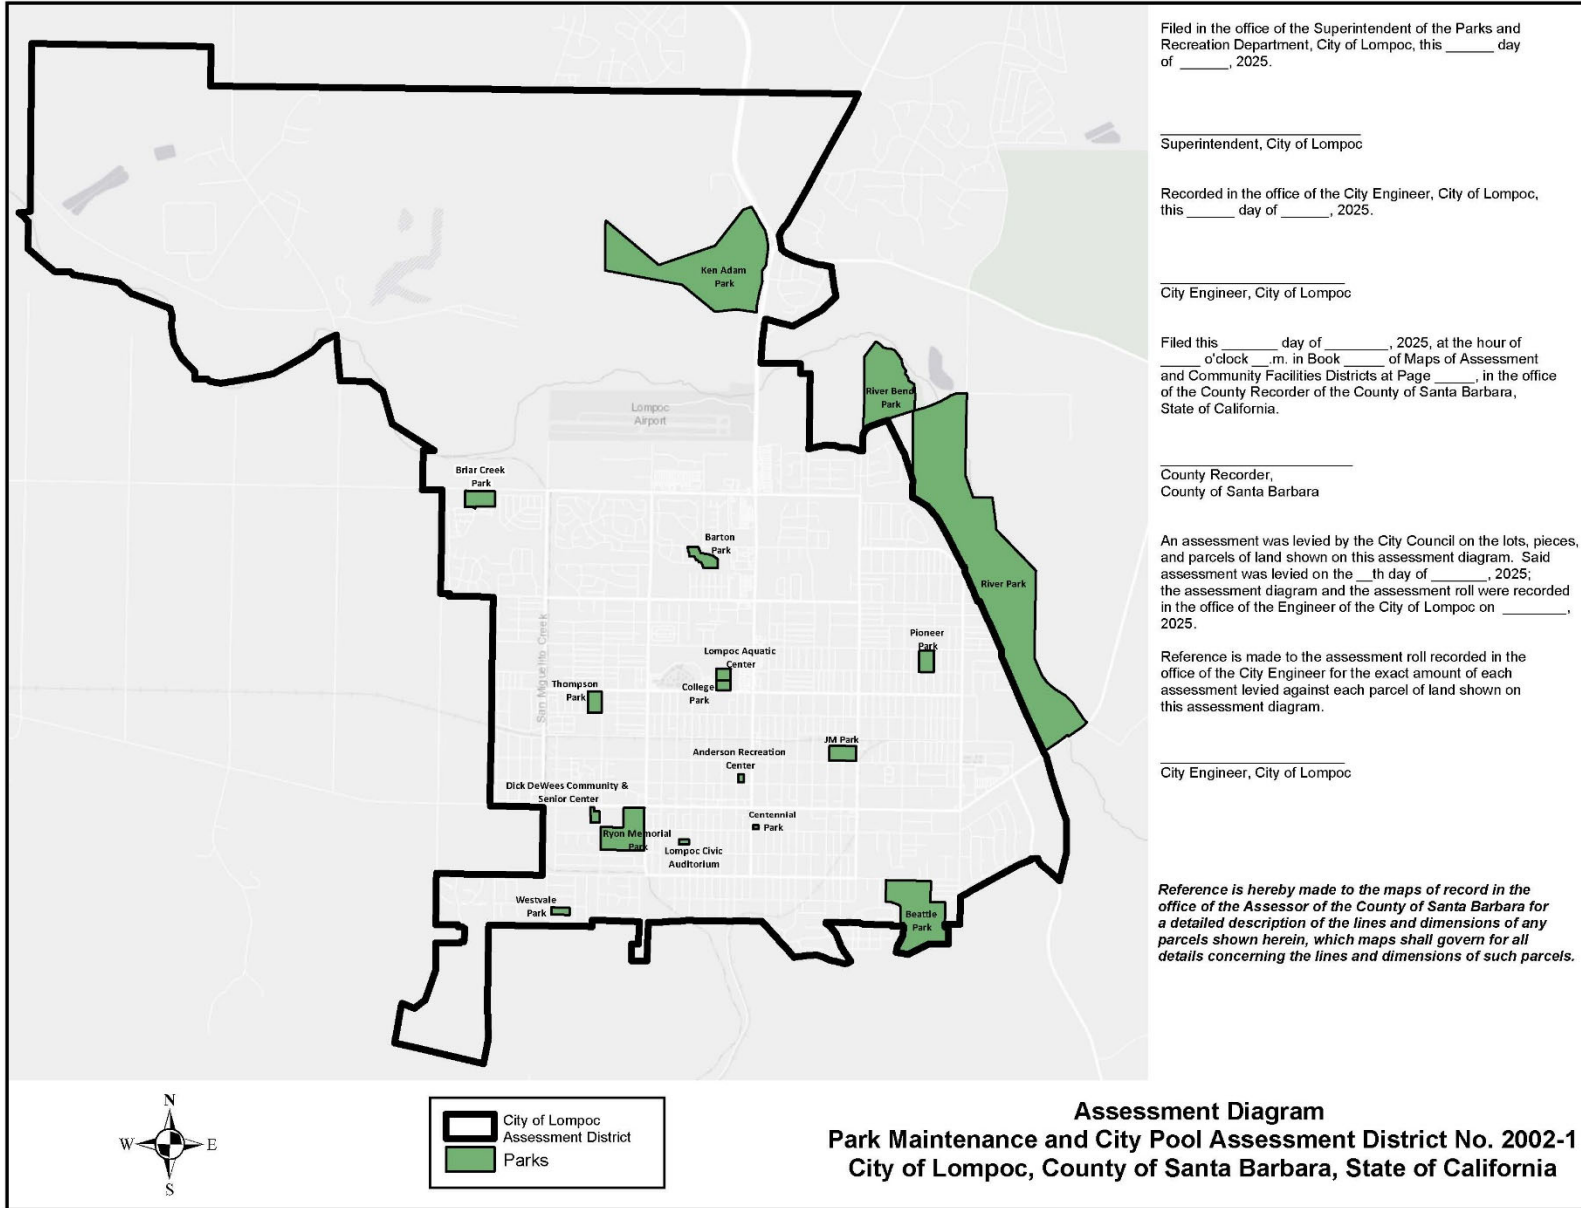 Filed in the office of the Superintendent of the Parks and
Recreation Department, City of Lompoc, this ______ day
of ______, 2025.
Superintendent, City of Lompoc
Recorded in the office of the City Engineer, City of Lompoc,
this ______ day of ______, 2025.
City Engineer, City of Lompoc
Filed this _______ day of ________, 2025, at the hour of
_____ o'clock __.m. in Book _____ of Maps of Assessment
and Community Facilities Districts at Page _____, in the office
of the County Recorder of the County of Santa Barbara,
State of California.
County Recorder,
County of Santa Barbara
An assessment was levied by the City Council on the lots, pieces,
and parcels of land shown on this assessment diagram. Said
assessment was levied on the __th day of _______, 2025;
the assessment diagram and the assessment roll were recorded
in the office of the Engineer of the City of Lompoc on ________,
2025.
Reference is made to the assessment roll recorded in the
office of the City Engineer for the exact amount of each
assessment levied against each parcel of land shown on
this assessment diagram.
City Engineer, City of Lompoc
Reference is hereby made to the maps of record in the
office of the Assessor of the County of Santa Barbara for
a detailed description of the lines and dimensions of any
parcels shown herein, which maps shall govern for all
details concerning the lines and dimensions of such parcels.
Ken Adam
Park
River Bend
Park
Lompoc
Airport
Briar Creek
Park
Barton
Park
River Park
Pioneer
Park
Lompoc Aquatic
Center
College
Park
Thompson
Park
San Miguelito Creek
JM Park
Anderson Recreation
Center
Dick DeWees Community &
Senior Center
Ryon Memorial
Park
Centennial
Park
Lompoc Civic
Auditorium
Westvale
Park
Beattie
Park
N
W E
S
City of Lompoc
Assessment District
Parks
Assessment Diagram
Park Maintenance and City Pool Assessment District No. 2002-1
City of Lompoc, County of Santa Barbara, State of California